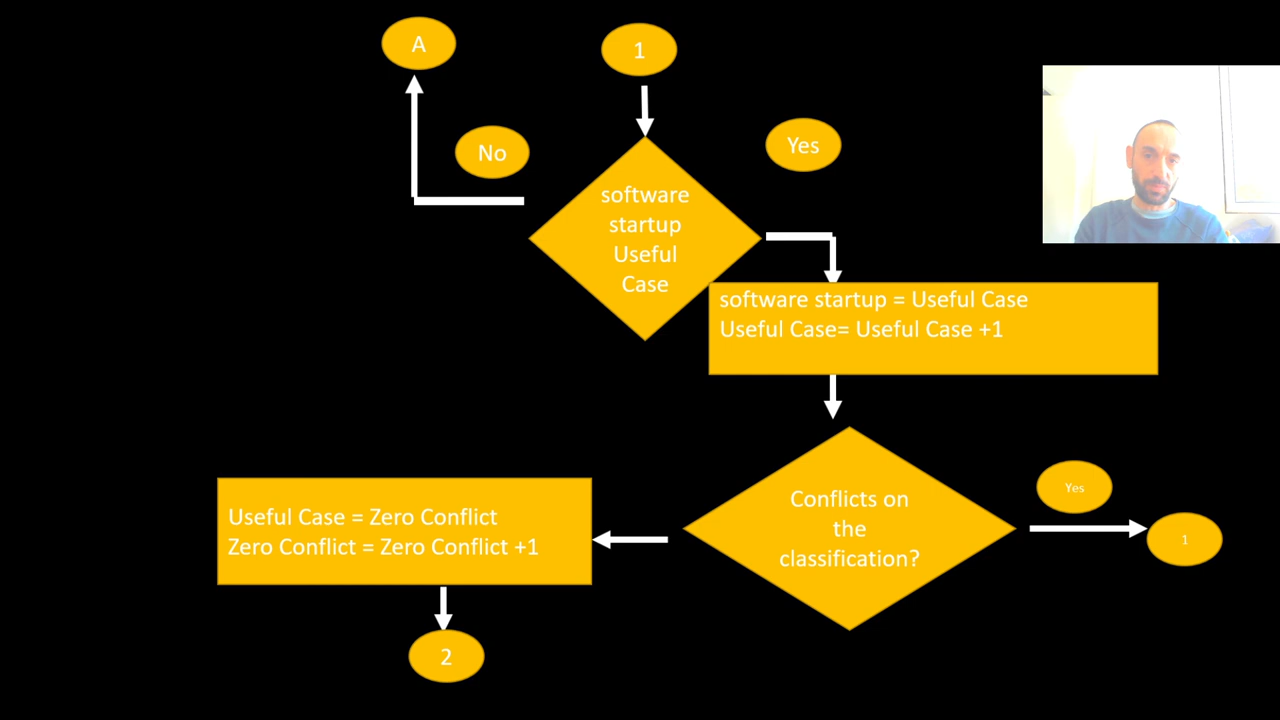 A
1
No
Yes
software
startup
Useful
Case
software startup = Useful Case
Useful Case= Useful Case +1
Conflicts on
the
classification?
Yes
1
Useful Case = Zero Conflict
Zero Conflict = Zero Conflict +1
2